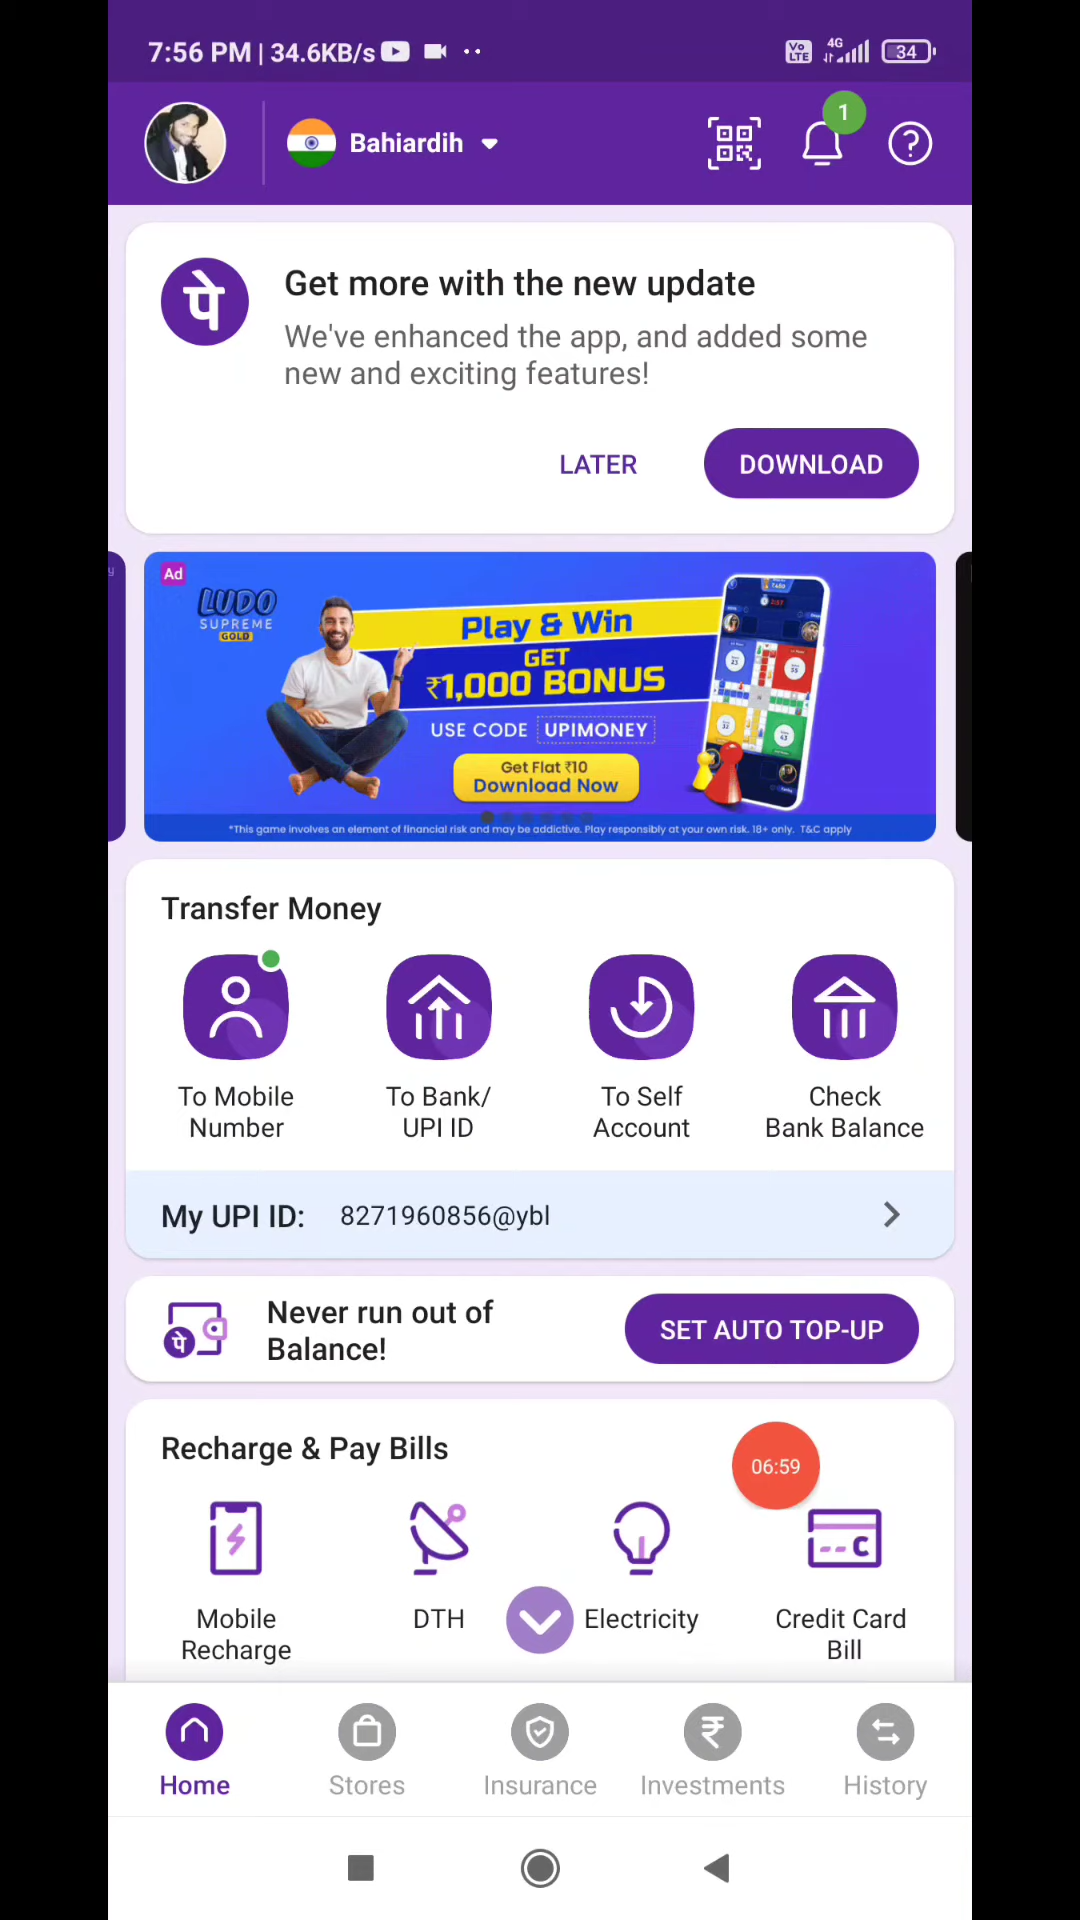 7:56 PM | 34.6KB/s
Vo LTE
4G
34
Bahiardih
1
पे
Get more with the new update
We've enhanced the app, and added some
new and exciting features!
LATER
DOWNLOAD
Ad
LUDO
SUPREME
GOLD
Play & Win
GET
₹1,000 BONUS
USE CODE UPIMONEY
Get Flat ₹10
Download Now
*This game involves an element of financial risk and may be addictive. Play responsibly at your own risk. 18+ only. T&C apply
Transfer Money
To Mobile
Number
To Bank/
UPI ID
To Self
Account
Check
Bank Balance
My UPI ID: 8271960856@ybl
पे
Never run out of
Balance!
SET AUTO TOP-UP
Recharge & Pay Bills
06:59
Mobile
Recharge
DTH
Electricity
Credit Card
Bill
Home
Stores
Insurance
Investments
History